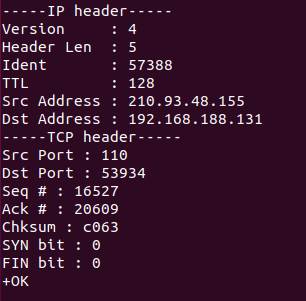 -----IP header-----
Version     : 4
Header Len  : 5
Ident       : 57388
TTL         : 128
Src Address : 210.93.48.155
Dst Address : 192.168.188.131
-----TCP header-----
Src Port : 110
Dst Port : 53934
Seq # : 16527
Ack # : 20609
Chksum : c063
SYN bit : 0
FIN bit : 0
+OK